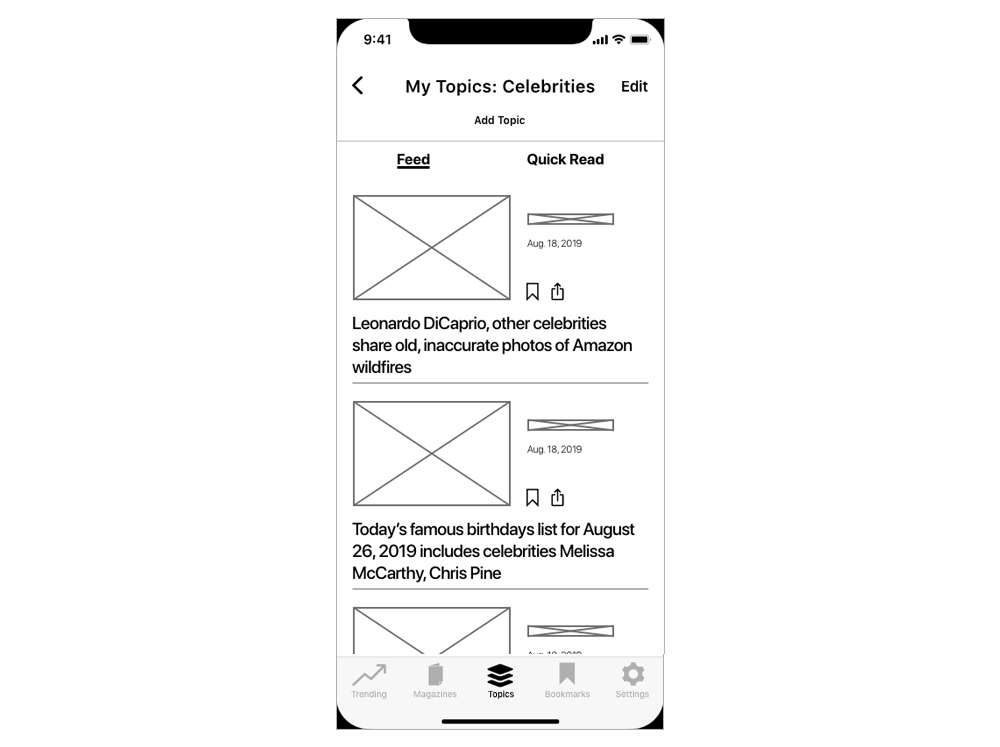 9:41
My Topics: Celebrities Edit
Add Topic
Feed Quick Read
Aug. 18, 2019
Leonardo DiCaprio, other celebrities
share old, inaccurate photos of Amazon
wildfires
Aug. 18, 2019
Today's famous birthdays list for August
26, 2019 includes celebrities Melissa
McCarthy, Chris Pine
Trending Magazines Topics Bookmarks Settings